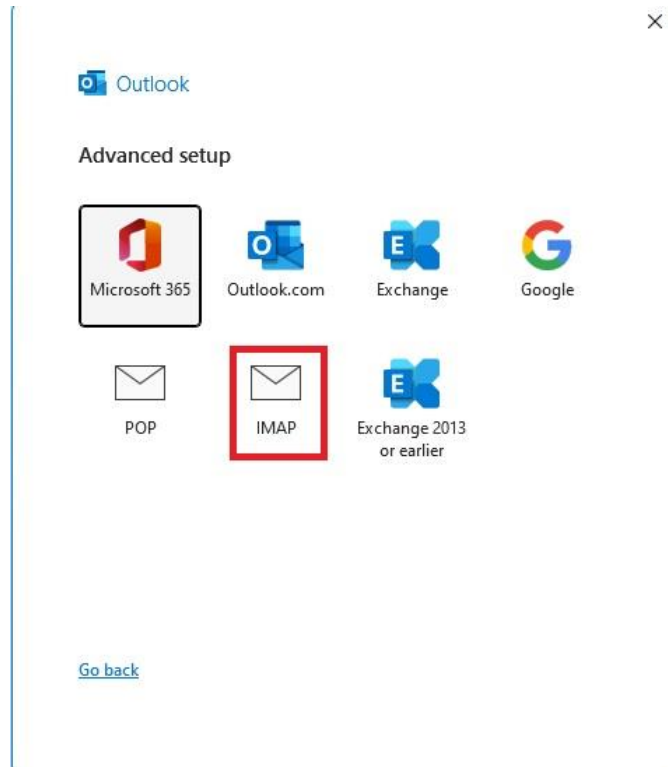 Outlook
Advanced setup
Microsoft 365
Outlook.com
Exchange
Google
POP
IMAP
Exchange 2013
or earlier
Go back